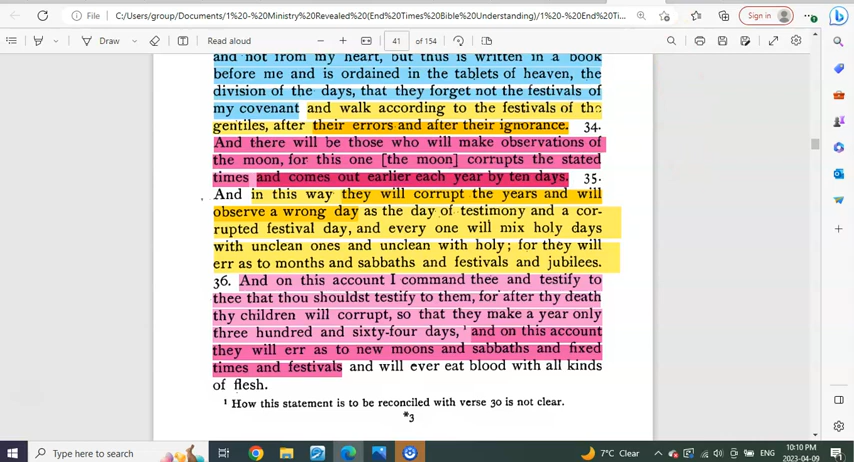 File
C:/Users/group/Documents/1%20-%20Ministry%20Revealed%20(End%20Times%20Bible%20Understanding)/1%20-%20End%20Times...
Sign in
Draw
Read aloud
41
of 154
and not from my heart, but thus is written in a book
before me and is ordained in the tablets of heaven, the
division of the days, that they forget not the festivals of
my covenant and walk according to the festivals of the
gentiles, after their errors and after their ignorance. 34.
And there will be those who will make observations of
the moon, for this one [the moon] corrupts the stated
times and comes out earlier each year by ten days. 35.
And in this way they will corrupt the years and will
observe a wrong day as the day of testimony and a cor-
rupted festival day, and every one will mix holy days
with unclean ones and unclean with holy; for they will
err as to months and sabbaths and festivals and jubilees.
36. And on this account I command thee and testify to
thee that thou shouldst testify to them, for after thy death
thy children will corrupt, so that they make a year only
three hundred and sixty-four days,¹ and on this account
they will err as to new moons and sabbaths and fixed
times and festivals and will ever eat blood with all kinds
of flesh.
¹ How this statement is to be reconciled with verse 30 is not clear.
*3
Type here to search
7°C Clear
ENG
10:10 PM
2023-04-09